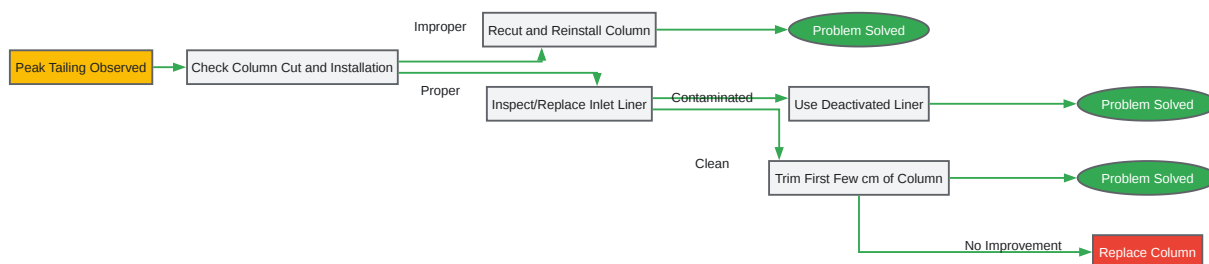 Improper
Recut and Reinstall Column
Problem Solved
Peak Tailing Observed
Check Column Cut and Installation
Proper
Inspect/Replace Inlet Liner
Contaminated
Use Deactivated Liner
Problem Solved
Clean
Trim First Few cm of Column
Problem Solved
No Improvement
Replace Column